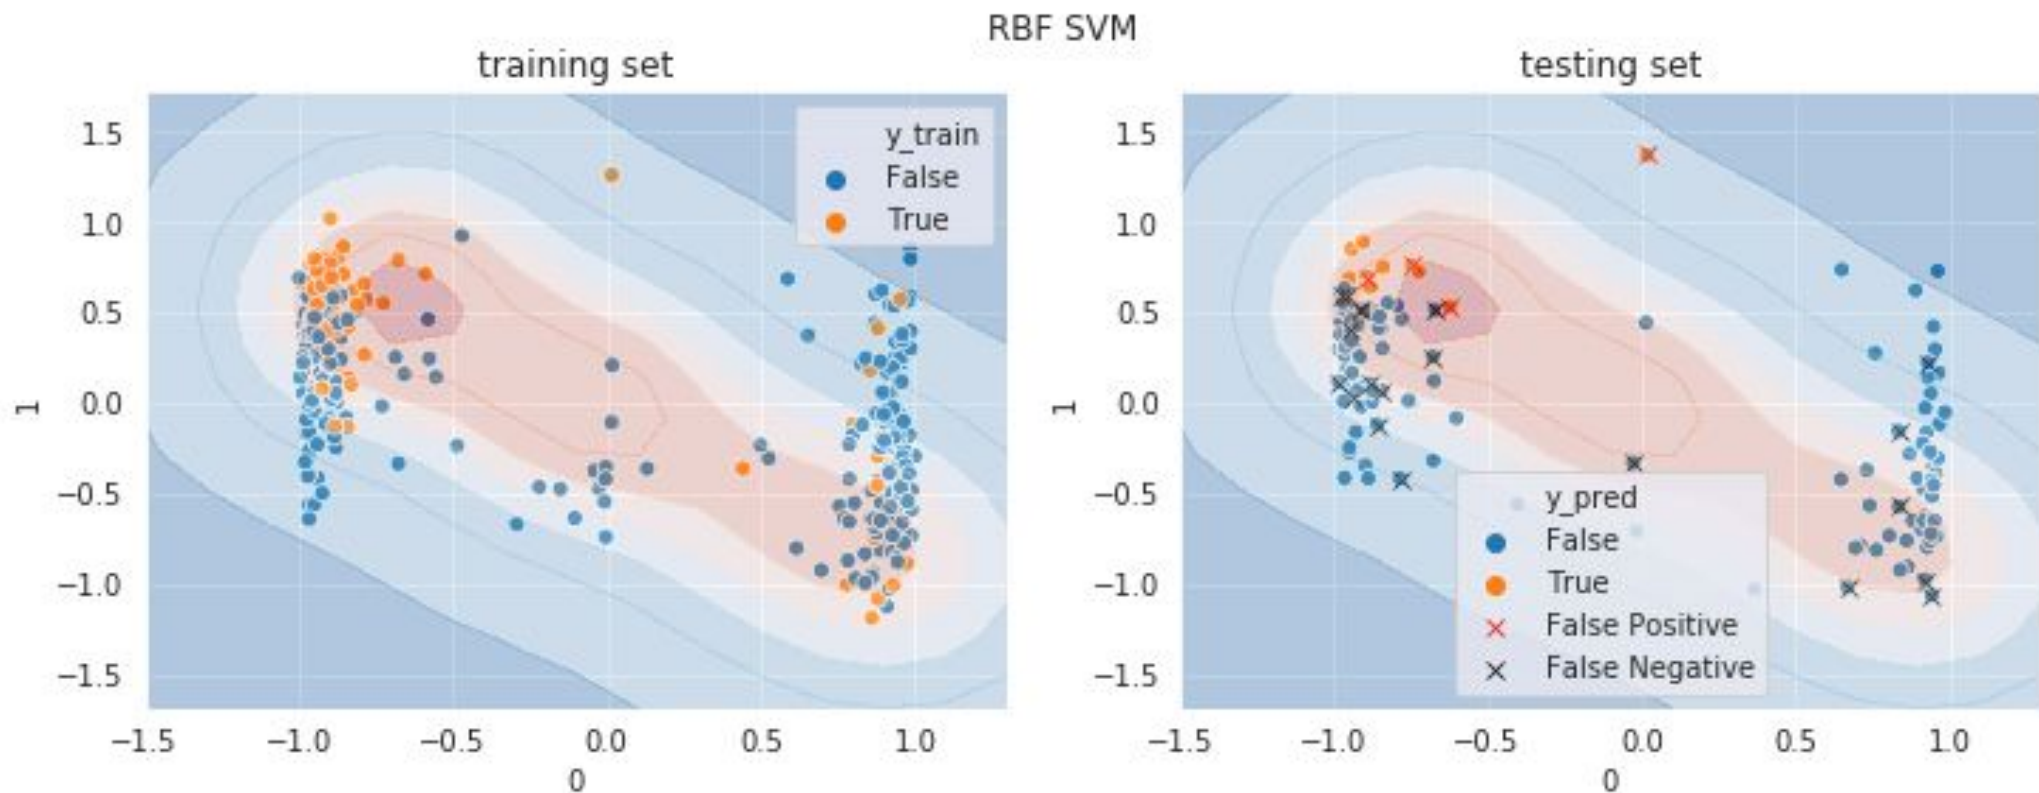 RBF SVM
training set
y_train
False
True
1.5
1.0
0.5
0.0
−0.5
−1.0
−1.5
1
−1.5 −1.0 −0.5 0.0 0.5 1.0
0
testing set
1.5
1.0
0.5
0.0
−0.5
−1.0
−1.5
1
y_pred
False
True
False Positive
False Negative
−1.5 −1.0 −0.5 0.0 0.5 1.0
0